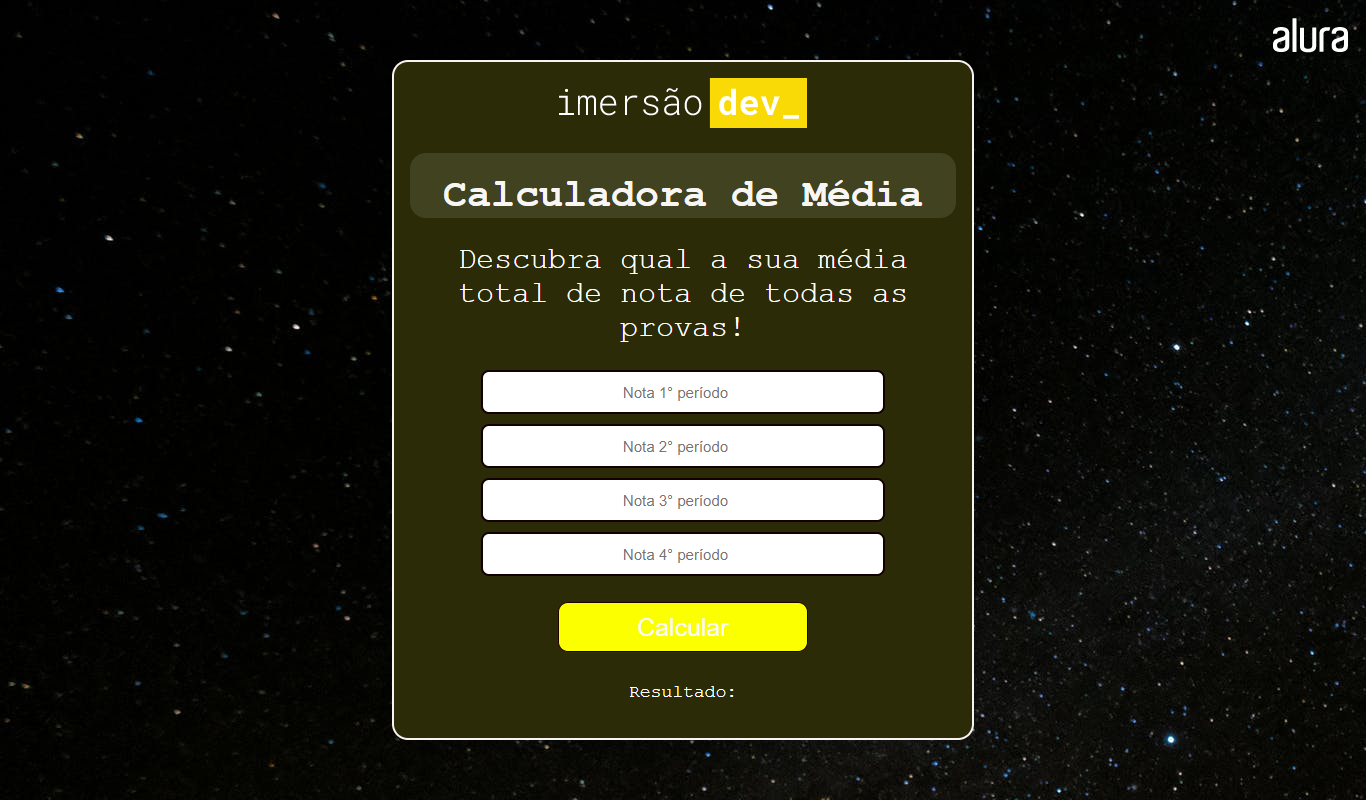 alura
imersão dev_
Calculadora de Média
Descubra qual a sua média
total de nota de todas as
provas!
Nota 1° período
Nota 2° período
Nota 3° período
Nota 4° período
Calcular
Resultado: